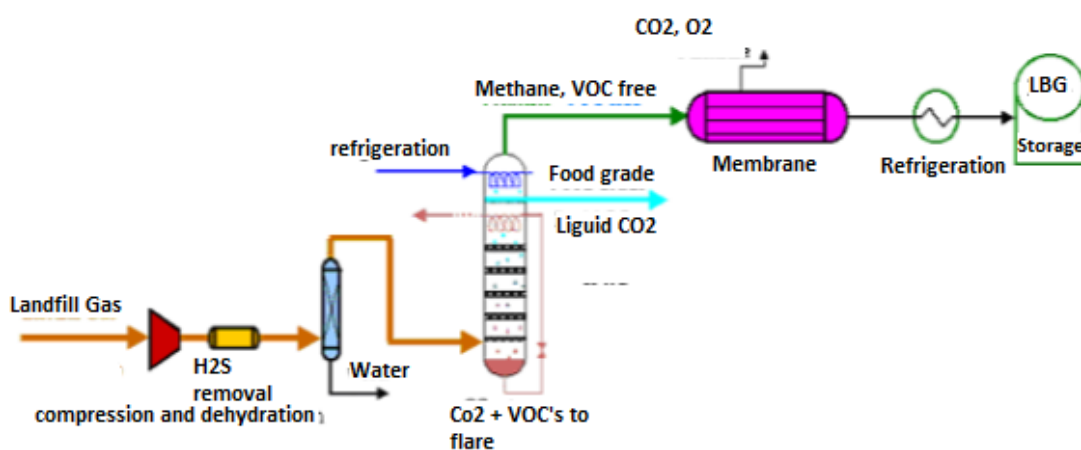 CO2, O2
Methane, VOC free
LBG
Storage
refrigeration
Food grade
Membrane
Refrigeration
Liguid CO2
Landfill Gas
H2S
removal
Water
compression and dehydration
Co2 + VOC's to
flare